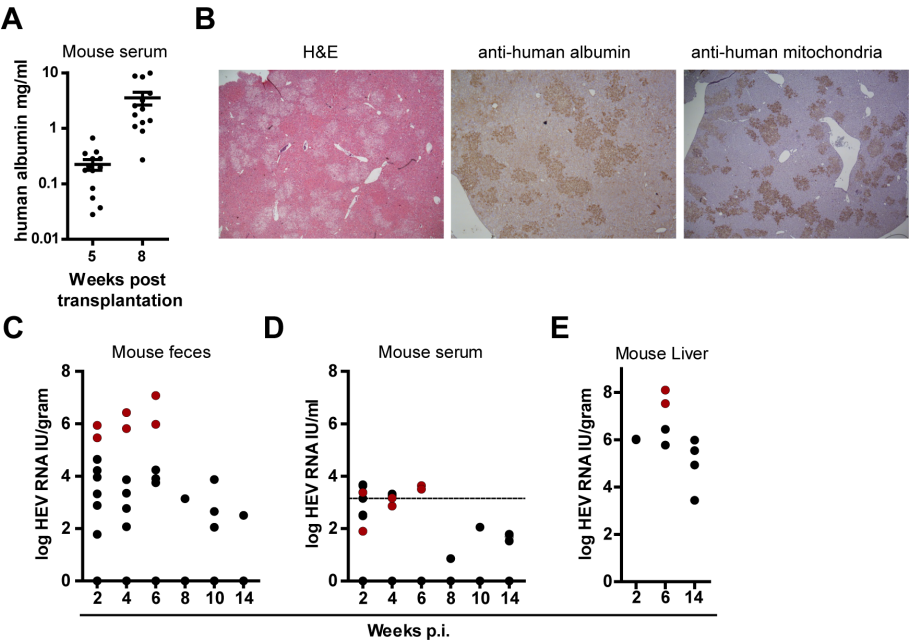 A
B
Mouse serum
H&E
anti-human albumin
anti-human mitochondria
human albumin mg/ml
10
1
0.1
0.01
5 8
Weeks post
transplantation
C
D
E
Mouse feces
Mouse serum
Mouse Liver
log HEV RNA IU/gram
8
6
4
2
0
2 4 6 8 10 14
log HEV RNA IU/ml
8
6
4
2
0
2 4 6 8 10 14
log HEV RNA IU/gram
8
6
4
2
0
2 6 14
Weeks p.i.